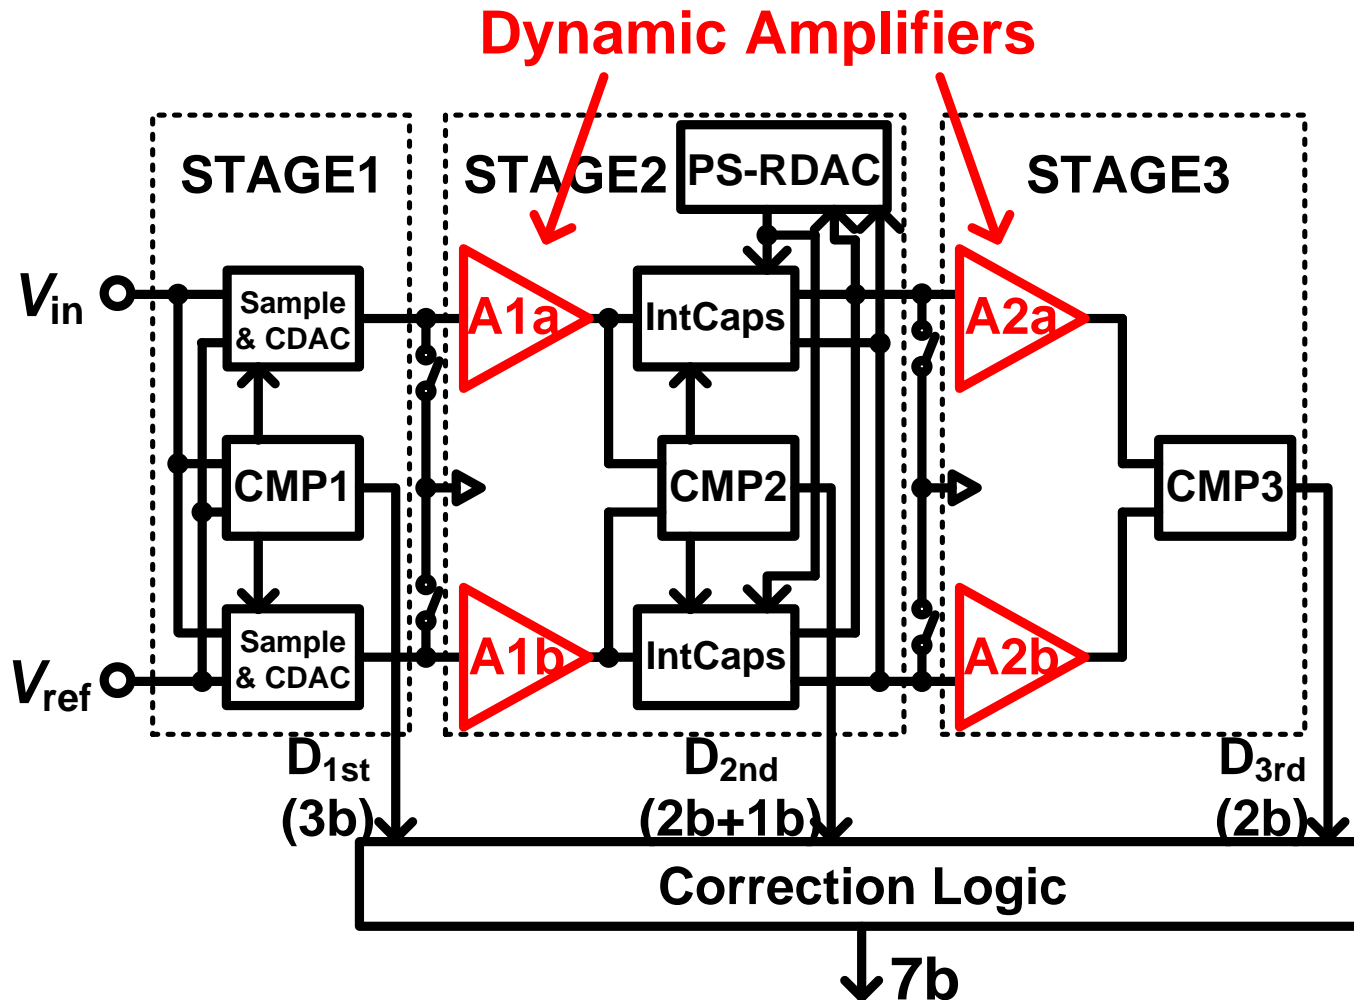 Dynamic Amplifiers
STAGE1
STAGE2
PS-RDAC
STAGE3
Vin
Sample
& CDAC
A1a
IntCaps
A2a
CMP1
CMP2
CMP3
Vref
Sample
& CDAC
A1b
IntCaps
A2b
D1st
(3b)
D2nd
(2b+1b)
D3rd
(2b)
Correction Logic
7b